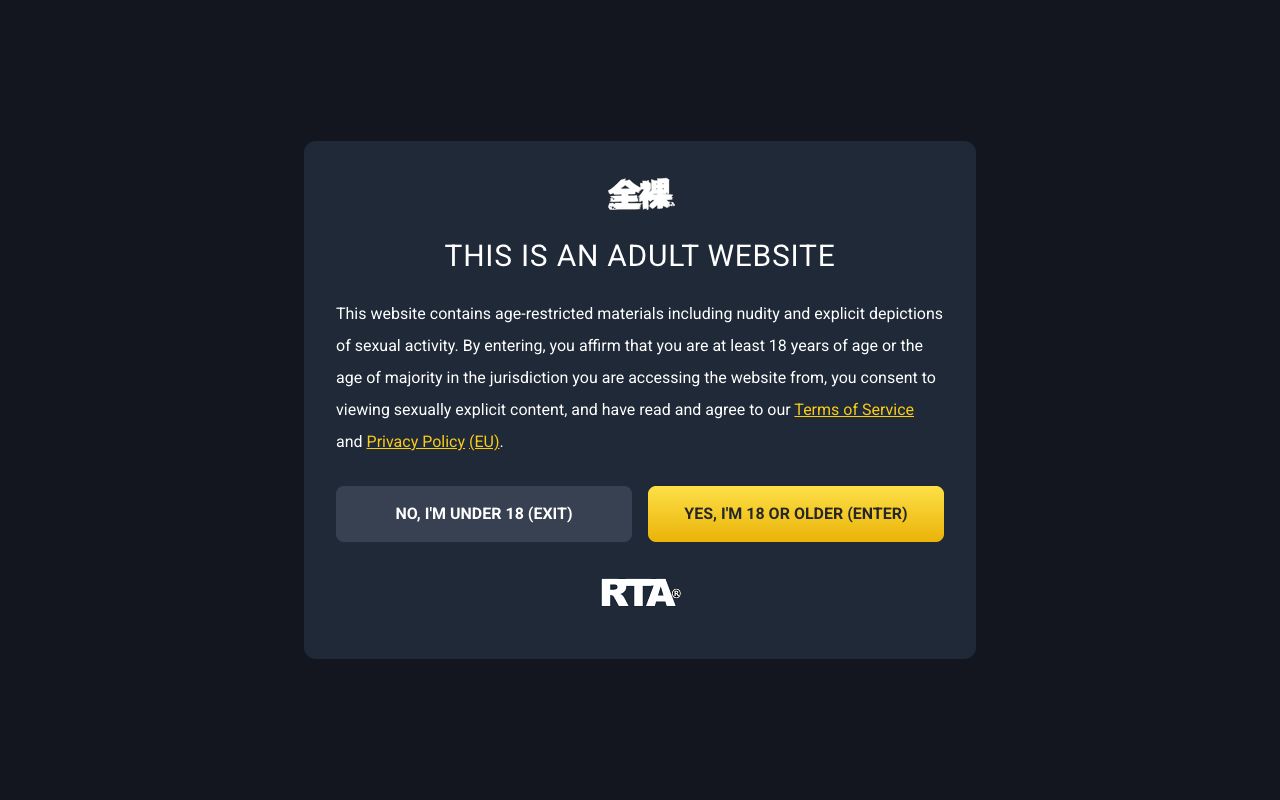 全裸
THIS IS AN ADULT WEBSITE
This website contains age-restricted materials including nudity and explicit depictions
of sexual activity. By entering, you affirm that you are at least 18 years of age or the
age of majority in the jurisdiction you are accessing the website from, you consent to
viewing sexually explicit content, and have read and agree to our Terms of Service
and Privacy Policy (EU).
NO, I'M UNDER 18 (EXIT)
YES, I'M 18 OR OLDER (ENTER)
RTA®